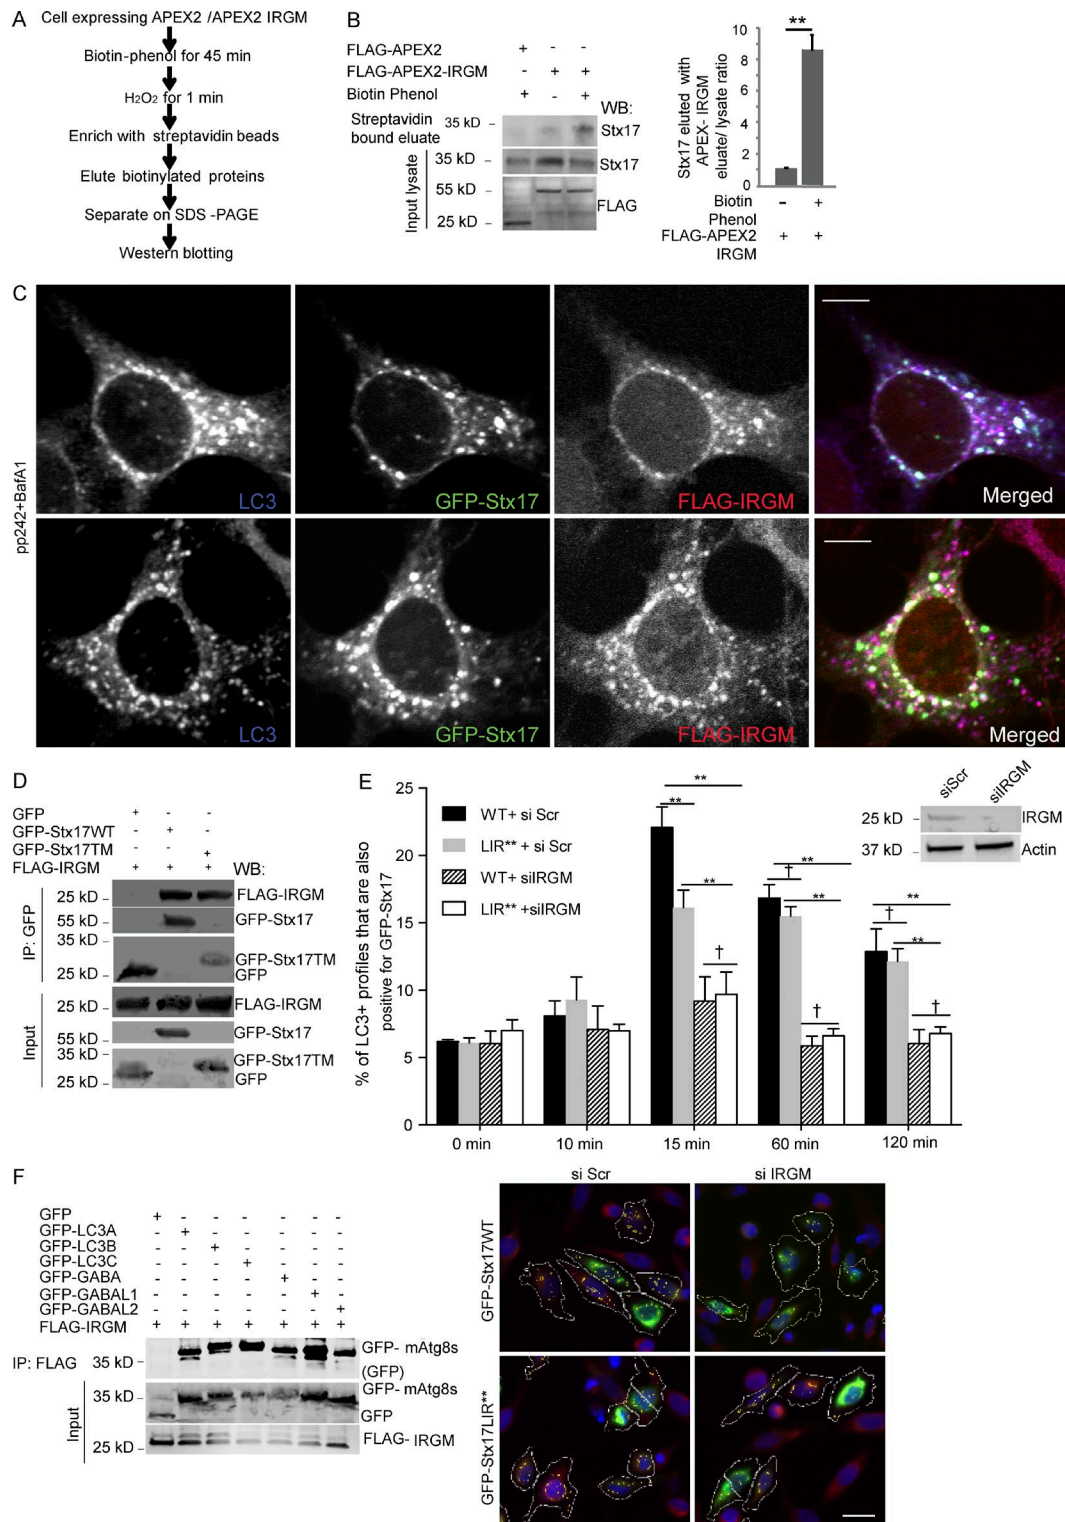 A
Cell expressing APEX2 /APEX2 IRGM
Biotin-phenol for 45 min
H2O2 for 1 min
Enrich with streptavidin beads
Elute biotinylated proteins
Separate on SDS -PAGE
Western blotting
B
FLAG-APEX2 + - -
FLAG-APEX2-IRGM - + +
Biotin Phenol + - +
WB:
Streptavidin bound eluate
35 kD Stx17
Input lysate
35 kD Stx17
55 kD
FLAG
25 kD
Stx17 eluted with
APEX- IRGM
eluate/ lysate ratio
**
10
8
6
4
2
0
Biotin Phenol - +
FLAG-APEX2 IRGM + +
C
pp242+BafA1
LC3
GFP-Stx17
FLAG-IRGM
Merged
LC3
GFP-Stx17
FLAG-IRGM
Merged
D
GFP + - -
GFP-Stx17WT - + -
GFP-Stx17TM - - +
FLAG-IRGM + + +
WB:
IP: GFP
25 kD FLAG-IRGM
55 kD GFP-Stx17
35 kD
GFP-Stx17TM
25 kD GFP
Input
25 kD FLAG-IRGM
55 kD GFP-Stx17
35 kD
GFP-Stx17TM
25 kD GFP
E
% of LC3+ profiles that are also
positive for GFP-Stx17
25
20
15
10
5
0
WT+ si Scr
LIR** + si Scr
WT+ siIRGM
LIR** +siIRGM
**
**
**
†
**
†
**
†
**
†
**
†
0 min
10 min
15 min
60 min
120 min
siScr
siIRGM
25 kD IRGM
37 kD Actin
F
GFP + - - - - - -
GFP-LC3A - + - - - - -
GFP-LC3B - - + - - - -
GFP-LC3C - - - + - - -
GFP-GABA - - - - + - -
GFP-GABAL1 - - - - - + -
GFP-GABAL2 - - - - - - +
FLAG-IRGM + + + + + + +
IP: FLAG
35 kD
GFP- mAtg8s
(GFP)
Input
35 kD
GFP- mAtg8s
GFP
25 kD
FLAG- IRGM
si Scr
si IRGM
GFP-Stx17WT
GFP-Stx17LIR**